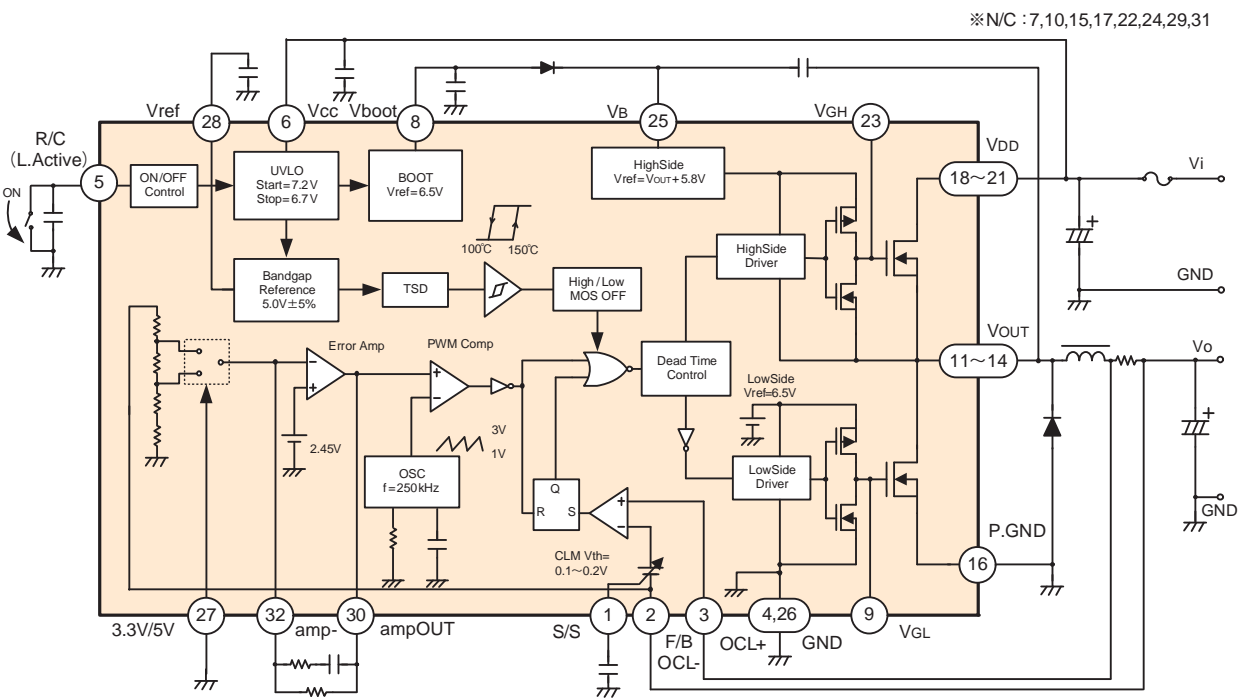 ※N/C : 7,10,15,17,22,24,29,31
Vref
28
Vcc
6
Vboot
8
VB
25
VGH
23
R/C
(L.Active)
5
ON
ON/OFF
Control
UVLO
Start=7.2V
Stop=6.7V
BOOT
Vref=6.5V
HighSide
Vref=VOUT+5.8V
VDD
18～21
Vi
100℃
150℃
Bandgap
Reference
5.0V±5%
TSD
High/Low
MOS OFF
HighSide
Driver
+
GND
Error Amp
PWM Comp
VOUT
11～14
Vo
−
+
+
−
Dead Time
Control
LowSide
Vref=6.5V
2.45V
3V
1V
+
OSC
f=250kHz
Q
R
S
+
−
LowSide
Driver
GND
CLM Vth=
0.1～0.2V
P.GND
16
3.3V/5V
27
32
amp-
30
ampOUT
S/S
1
2
F/B
OCL-
3
OCL+
4,26
GND
9
VGL